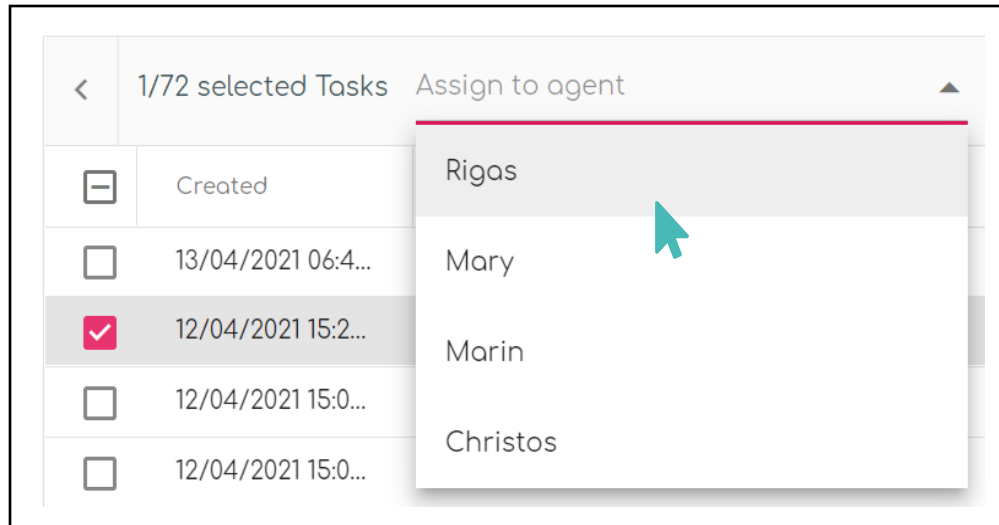 1/72 selected Tasks Assign to agent
Created
Rigas
13/04/2021 06:4...
Mary
12/04/2021 15:2...
Marin
12/04/2021 15:0...
Christos
12/04/2021 15:0...